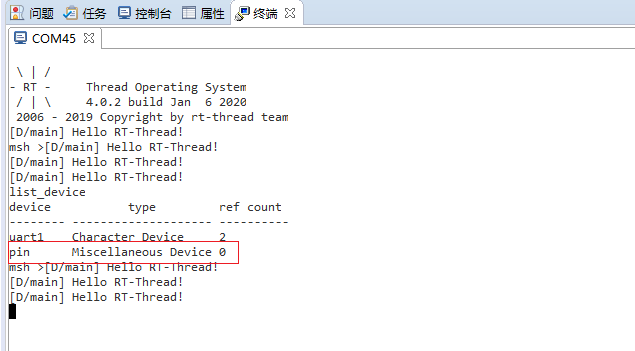 问题 任务 控制台 属性 终端
COM45
 \ | /
- RT -     Thread Operating System
 / | \     4.0.2 build Jan  6 2020
 2006 - 2019 Copyright by rt-thread team
[D/main] Hello RT-Thread!
msh >[D/main] Hello RT-Thread!
[D/main] Hello RT-Thread!
[D/main] Hello RT-Thread!
list_device
device           type         ref count
-------- -------------------- ----------
uart1    Character Device     2
pin      Miscellaneous Device 0
msh >[D/main] Hello RT-Thread!
[D/main] Hello RT-Thread!
[D/main] Hello RT-Thread!